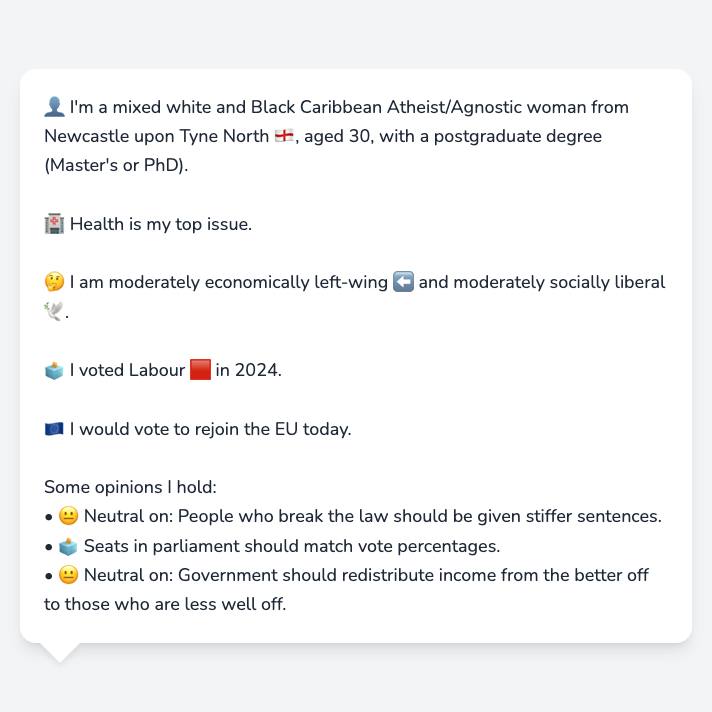 👤 I'm a mixed white and Black Caribbean Atheist/Agnostic woman from
Newcastle upon Tyne North 🏴󠁧󠁢󠁥󠁮󠁧󠁿, aged 30, with a postgraduate degree
(Master's or PhD).
🏥 Health is my top issue.
🤔 I am moderately economically left-wing ⬅️ and moderately socially liberal
🕊️.
🗳️ I voted Labour 🟥 in 2024.
🇪🇺 I would vote to rejoin the EU today.
Some opinions I hold:
• 😐 Neutral on: People who break the law should be given stiffer sentences.
• 🗳️ Seats in parliament should match vote percentages.
• 😐 Neutral on: Government should redistribute income from the better off
to those who are less well off.